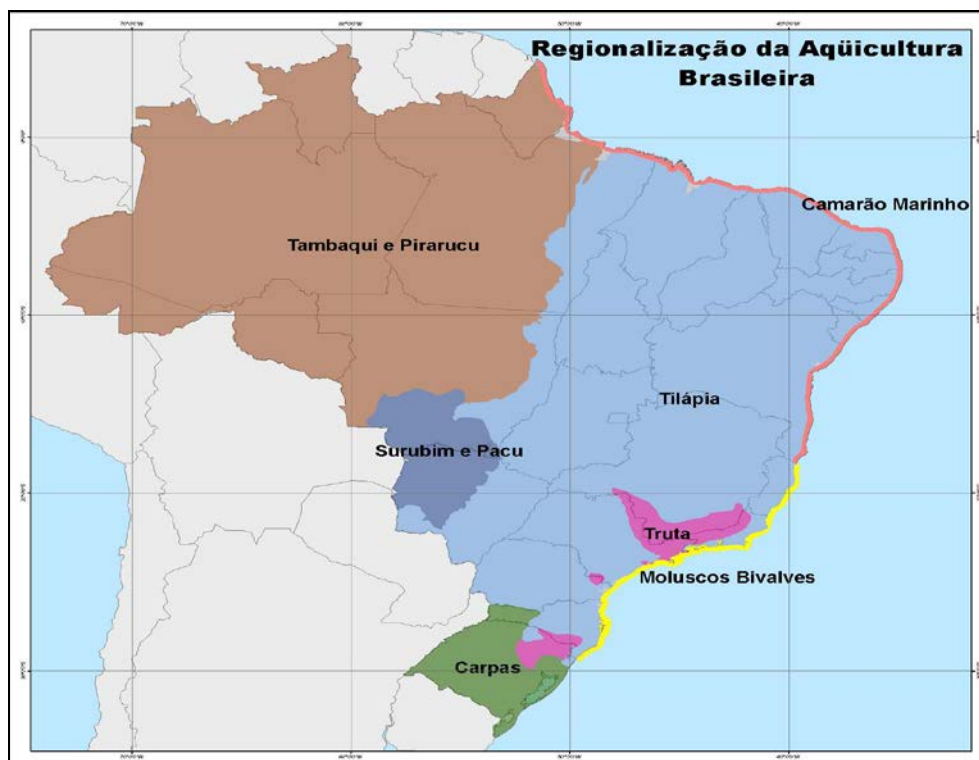 Regionalização da Aqüicultura
Brasileira
Camarão Marinho
Tambaqui e Pirarucu
Tilápia
Surubim e Pacu
Truta
Moluscos Bivalves
Carpas